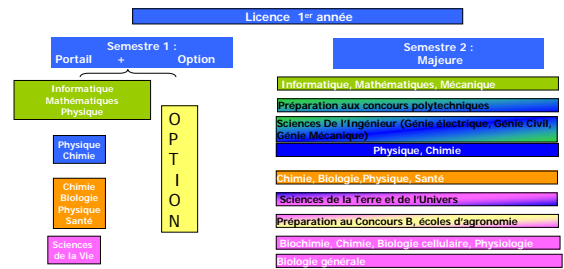 Licence 1er année
Semestre 1 :
Portail + Option
Informatique
Mathématiques
Physique
Physique
Chimie
Chimie
Biologie
Physique
Santé
Sciences
de la Vie
O
P
T
I
O
N
Semestre 2 :
Majeure
Informatique, Mathématiques, Mécanique
Préparation aux concours polytechniques
Sciences De l'Ingénieur (Génie électrique, Génie Civil,
Génie Mécanique)
Physique, Chimie
Chimie, Biologie,Physique, Santé
Sciences de la Terre et de l'Univers
Préparation au Concours B, écoles d'agronomie
Biochimie, Chimie, Biologie cellulaire, Physiologie
Biologie générale